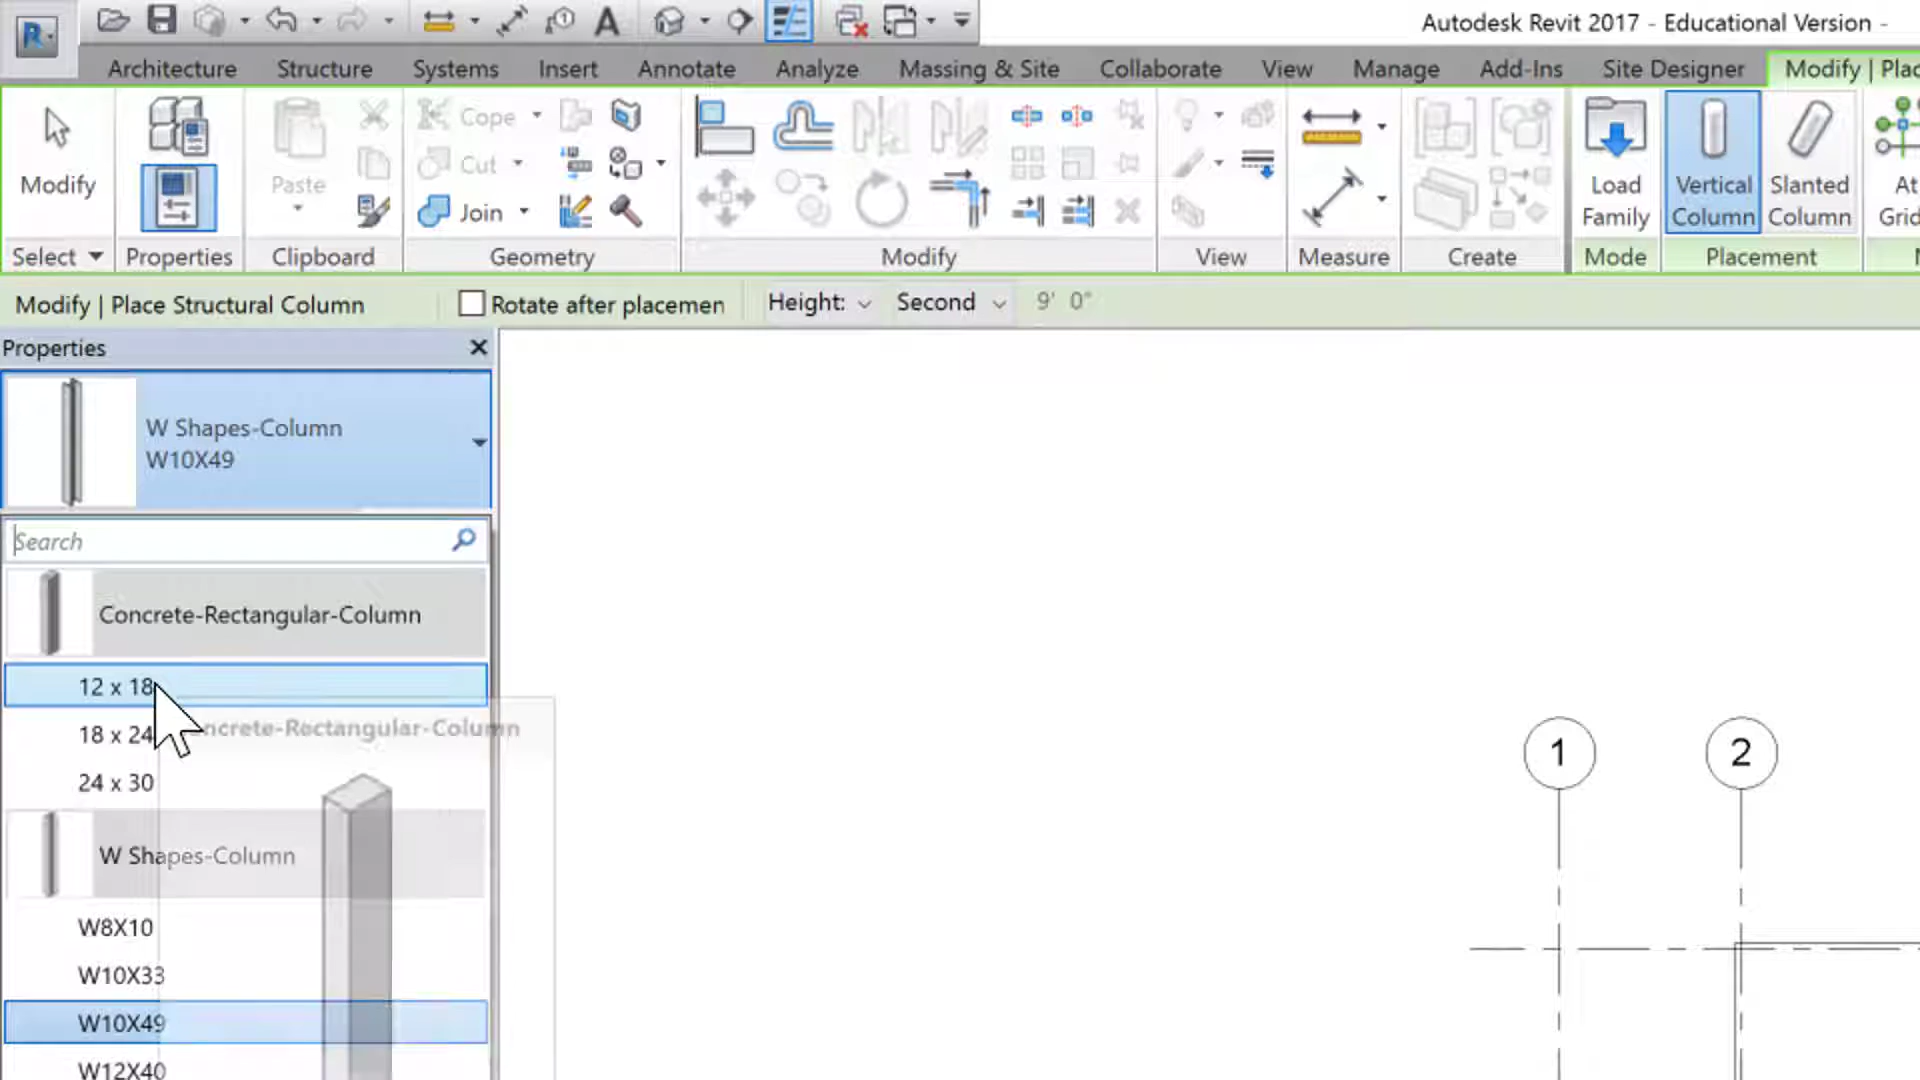 Autodesk Revit 2017 - Educational Version -
Architecture Structure Systems Insert Annotate Analyze Massing & Site Collaborate View Manage Add-Ins Site Designer Modify | Plac
Modify Paste Cope Cut Join
Load Family Vertical Column Slanted Column At Grid
Select Properties Clipboard Geometry Modify View Measure Create Mode Placement
Modify | Place Structural Column Rotate after placemen Height: Second 9' 0"
Properties
W Shapes-Column
W10X49
Search
Concrete-Rectangular-Column
12 x 18
ncrete-Rectangular-Column
18 x 24
24 x 30
W Shapes-Column
W8X10
W10X33
W10X49
W12X40
1 2